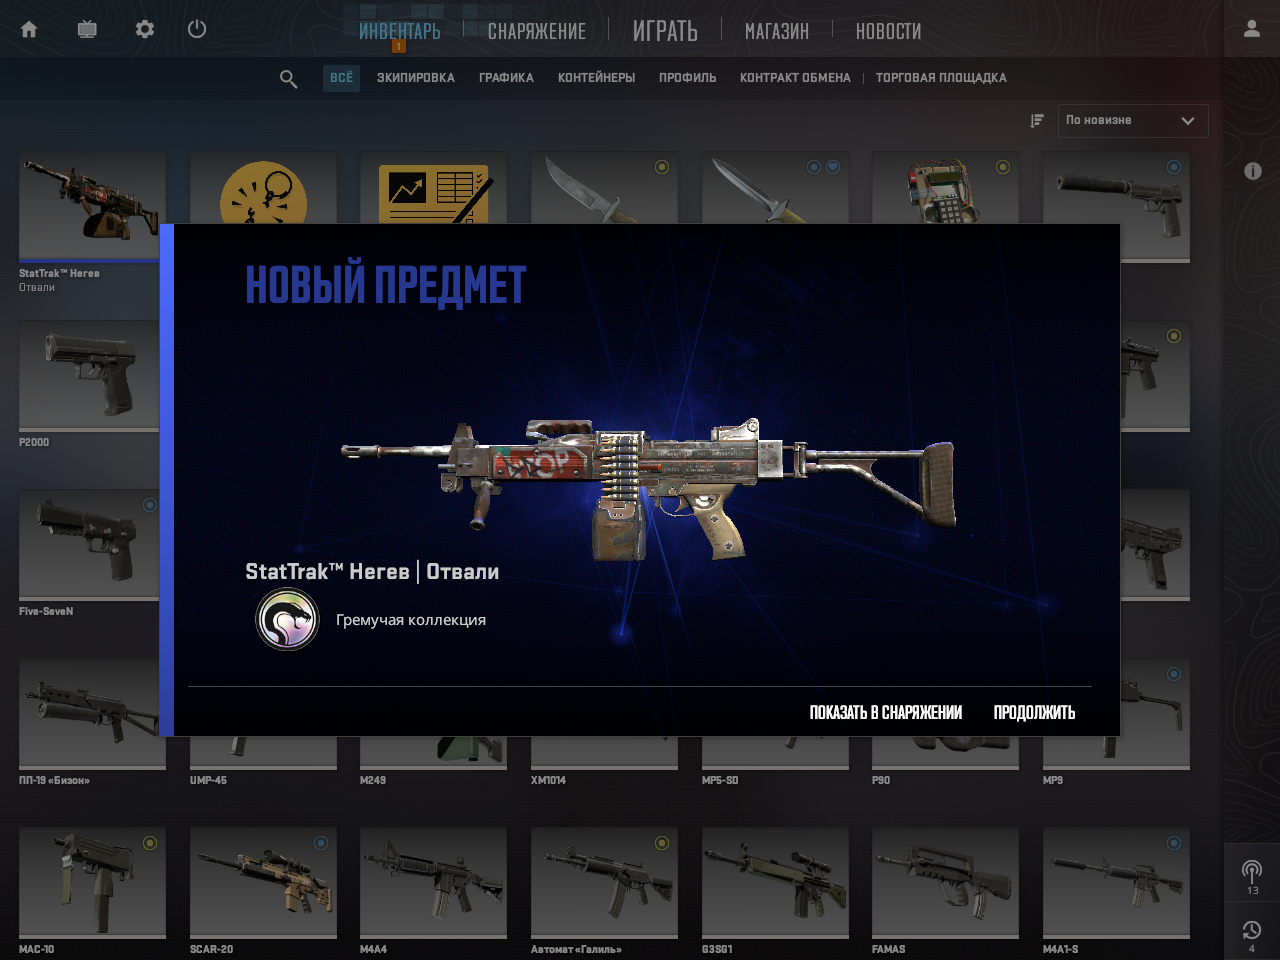 ИНВЕНТАРЬ
1
СНАРЯЖЕНИЕ
ИГРАТЬ
МАГАЗИН
НОВОСТИ
ВСЁ
ЭКИПИРОВКА
ГРАФИКА
КОНТЕЙНЕРЫ
ПРОФИЛЬ
КОНТРАКТ ОБМЕНА
ТОРГОВАЯ ПЛОЩАДКА
По новизне
StatTrak™ Негев
Отвали
НОВЫЙ ПРЕДМЕТ
P2000
StatTrak™ Негев | Отвали
Five-SeveN
Гремучая коллекция
ПОКАЗАТЬ В СНАРЯЖЕНИИ
ПРОДОЛЖИТЬ
ПП-19 «Бизон»
UMP-45
M249
XM1014
MP5-SD
P90
MP9
13
MAC-10
SCAR-20
M4A4
Автомат «Галиль»
G3SG1
FAMAS
M4A1-S
4